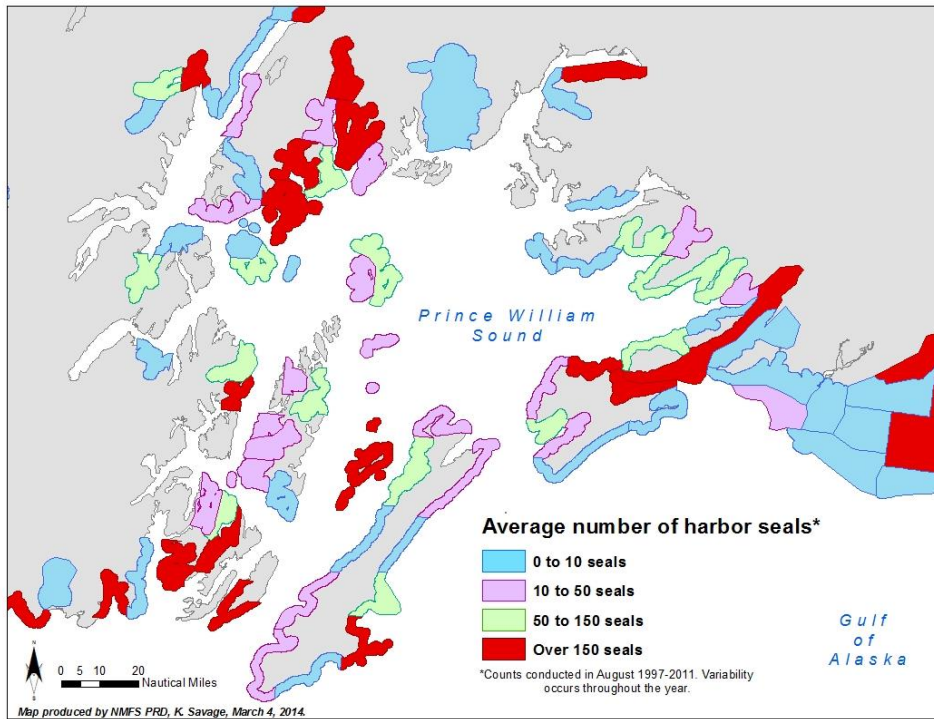 Prince William
Sound
Average number of harbor seals*
0 to 10 seals
10 to 50 seals
50 to 150 seals
Over 150 seals
*Counts conducted in August 1997-2011. Variability
occurs throughout the year.
Gulf
of
Alaska
N
S
0 5 10 20
Nautical Miles
Map produced by NMFS PRD, K. Savage, March 4, 2014.